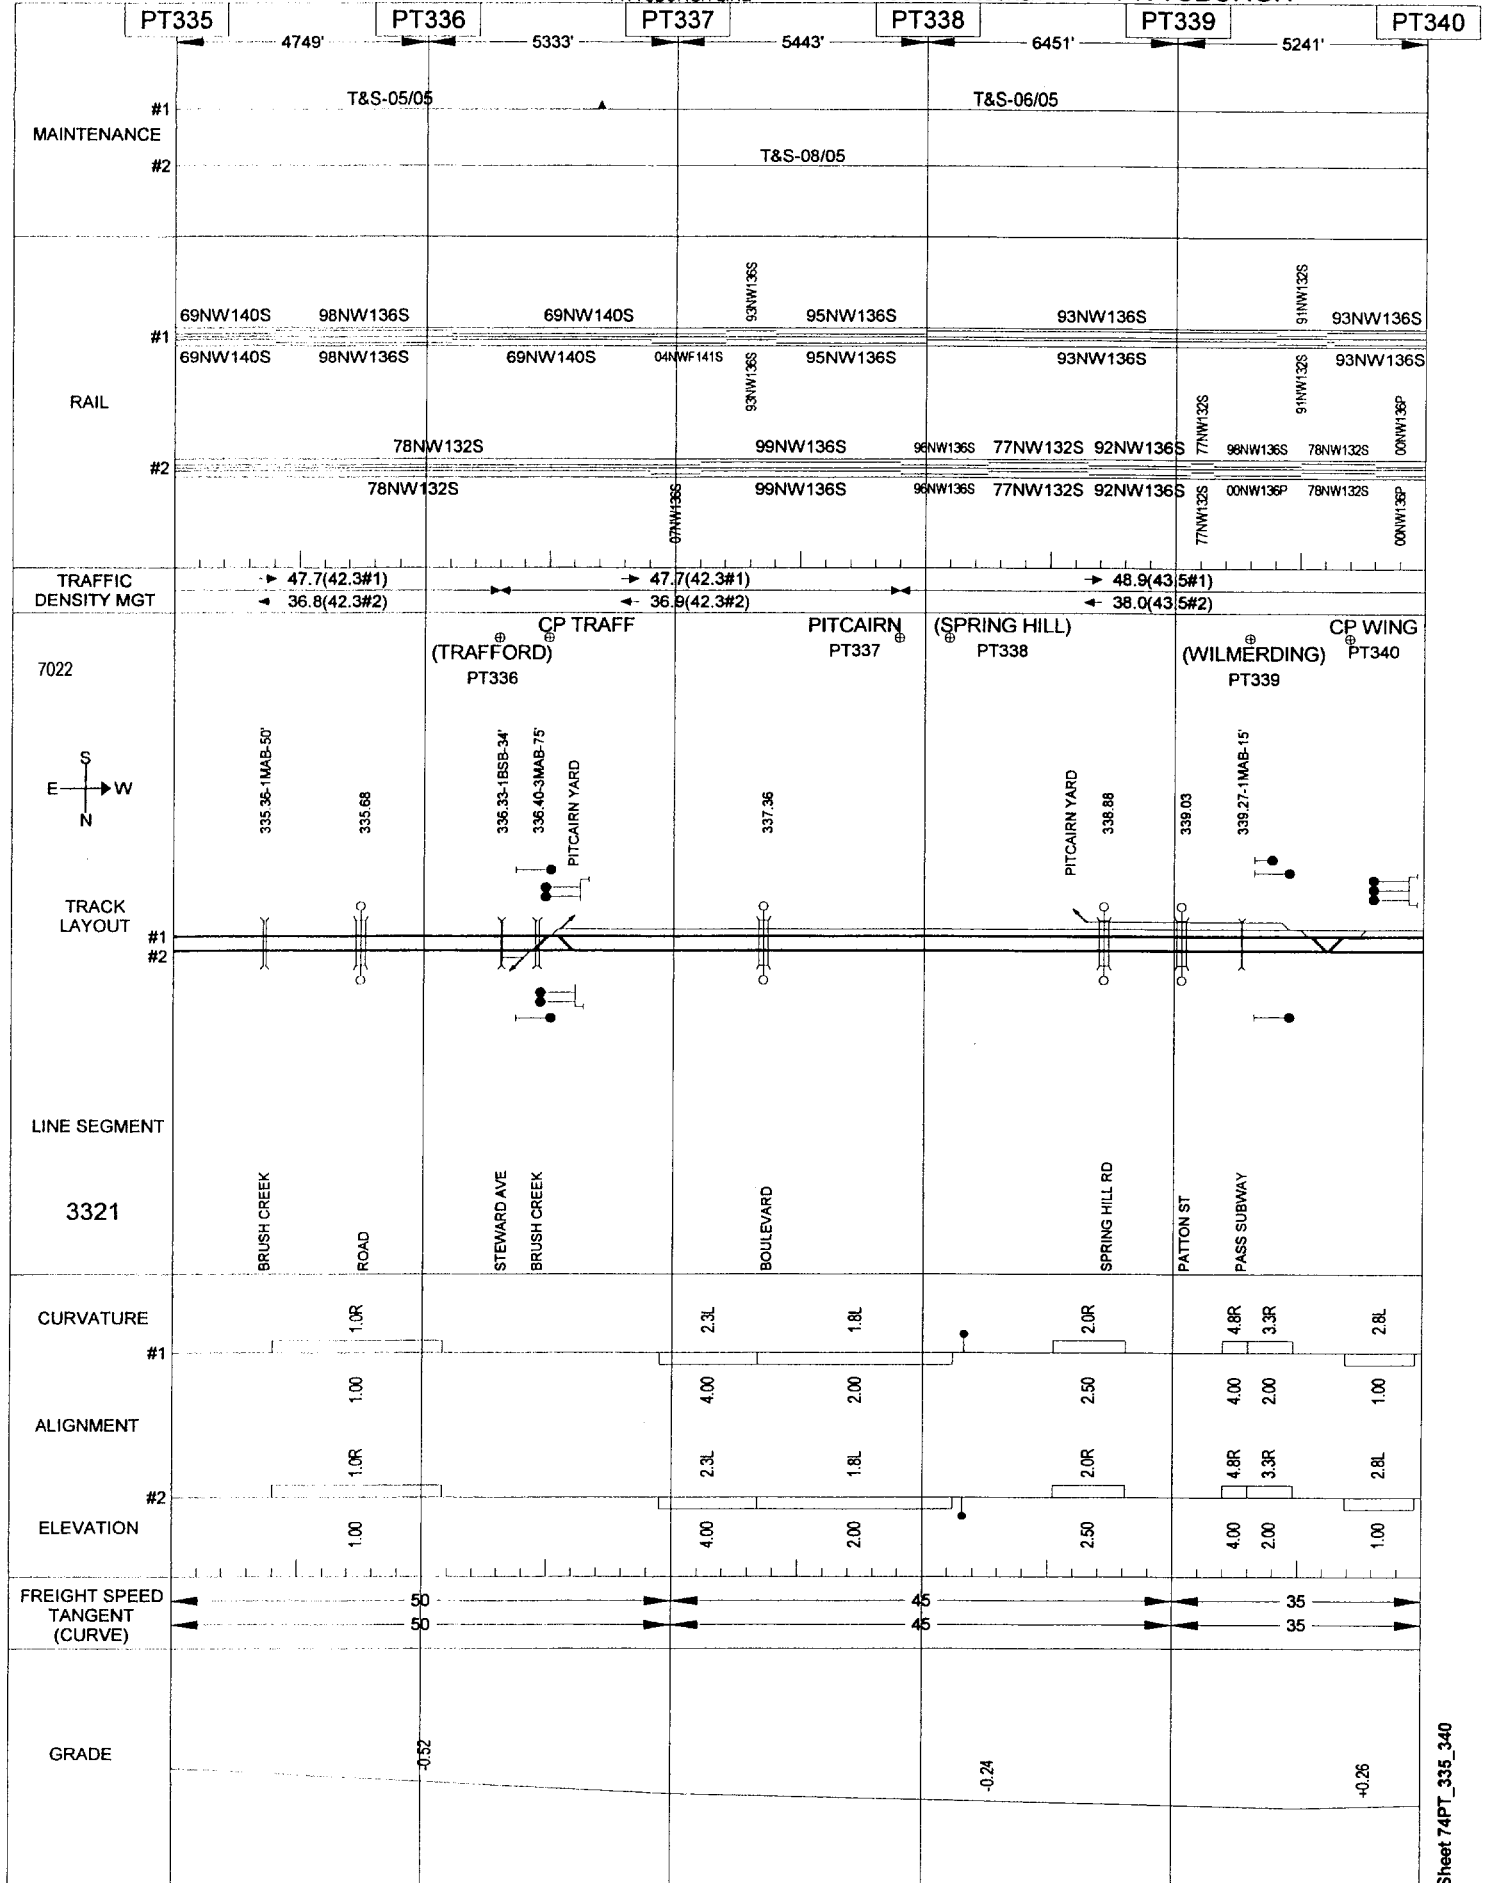 PT335 PT336 PT337 PT338 PT339 PT340
4749' 5333' 5443' 6451' 5241'
T&S-05/05 T&S-06/05
#1
MAINTENANCE
T&S-08/05
#2
93NW136S 91NW132S
69NW140S 98NW136S 69NW140S 95NW136S 93NW136S 93NW136S
#1
69NW140S 98NW136S 69NW140S 04NWF141S 95NW136S 93NW136S 93NW136S
93NW136S 91NW132S
RAIL
77NW132S 00NW136P
78NW132S 99NW136S 96NW136S 77NW132S 92NW136S 98NW136S 78NW132S
#2
78NW132S 99NW136S 96NW136S 77NW132S 92NW136S 00NW136P 78NW132S
07NW136S 77NW132S 00NW136P
TRAFFIC
DENSITY MGT
47.7(42.3#1) 47.7(42.3#1) 48.9(43.5#1)
36.8(42.3#2) 36.9(42.3#2) 38.0(43.5#2)
CP TRAFF PITCAIRN (SPRING HILL) CP WING
(TRAFFORD) PT337 PT338 (WILMERDING) PT340
PT336 PT339
7022
S
E W
N
335.36-1MAB-50' 335.68 336.33-1BSB-34' 336.40-3MAB-75' PITCAIRN YARD 337.36 PITCAIRN YARD 338.88 339.03 339.27-1MAB-15'
TRACK
LAYOUT
#1
#2
LINE SEGMENT
3321
BRUSH CREEK ROAD STEWARD AVE BRUSH CREEK BOULEVARD SPRING HILL RD PATTON ST PASS SUBWAY
CURVATURE
1.0R 2.3L 1.8L 2.0R 4.8R 3.3R 2.8L
#1
1.00 4.00 2.00 2.50 4.00 2.00 1.00
ALIGNMENT
1.0R 2.3L 1.8L 2.0R 4.8R 3.3R 2.8L
#2
ELEVATION
1.00 4.00 2.00 2.50 4.00 2.00 1.00
FREIGHT SPEED
TANGENT
(CURVE)
50 45 35
50 45 35
GRADE
-0.52 -0.24 +0.26
Sheet 74PT_335_340